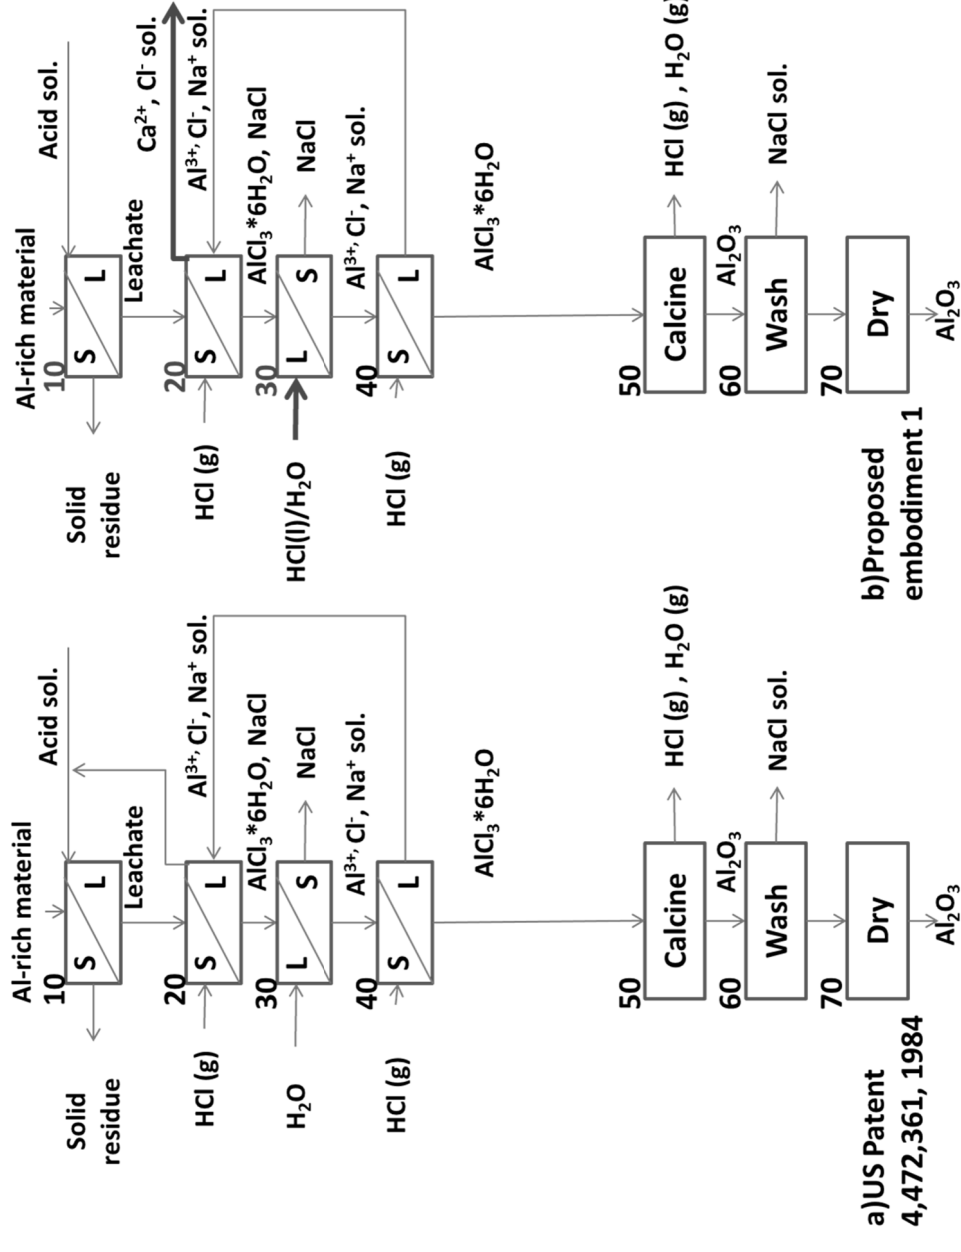 Al-rich material
10
Acid sol.
S L
Solid
residue
Leachate
20
S L
HCl (g)
Al³⁺, Cl⁻, Na⁺ sol.
AlCl₃*6H₂O, NaCl
30
L S
H₂O
NaCl
Al³⁺, Cl⁻, Na⁺ sol.
40
S L
HCl (g)
AlCl₃*6H₂O
50
Calcine
HCl (g) , H₂O (g)
Al₂O₃
60
Wash
NaCl sol.
70
Dry
Al₂O₃
a)US Patent
4,472,361, 1984
Al-rich material
10
Acid sol.
S L
Solid
residue
Leachate
Ca²⁺, Cl⁻ sol.
20
S L
HCl (g)
Al³⁺, Cl⁻, Na⁺ sol.
AlCl₃*6H₂O, NaCl
30
L S
HCl(l)/H₂O
NaCl
Al³⁺, Cl⁻, Na⁺ sol.
40
S L
HCl (g)
AlCl₃*6H₂O
50
Calcine
HCl (g) , H₂O (g)
Al₂O₃
60
Wash
NaCl sol.
70
Dry
Al₂O₃
b)Proposed
embodiment 1